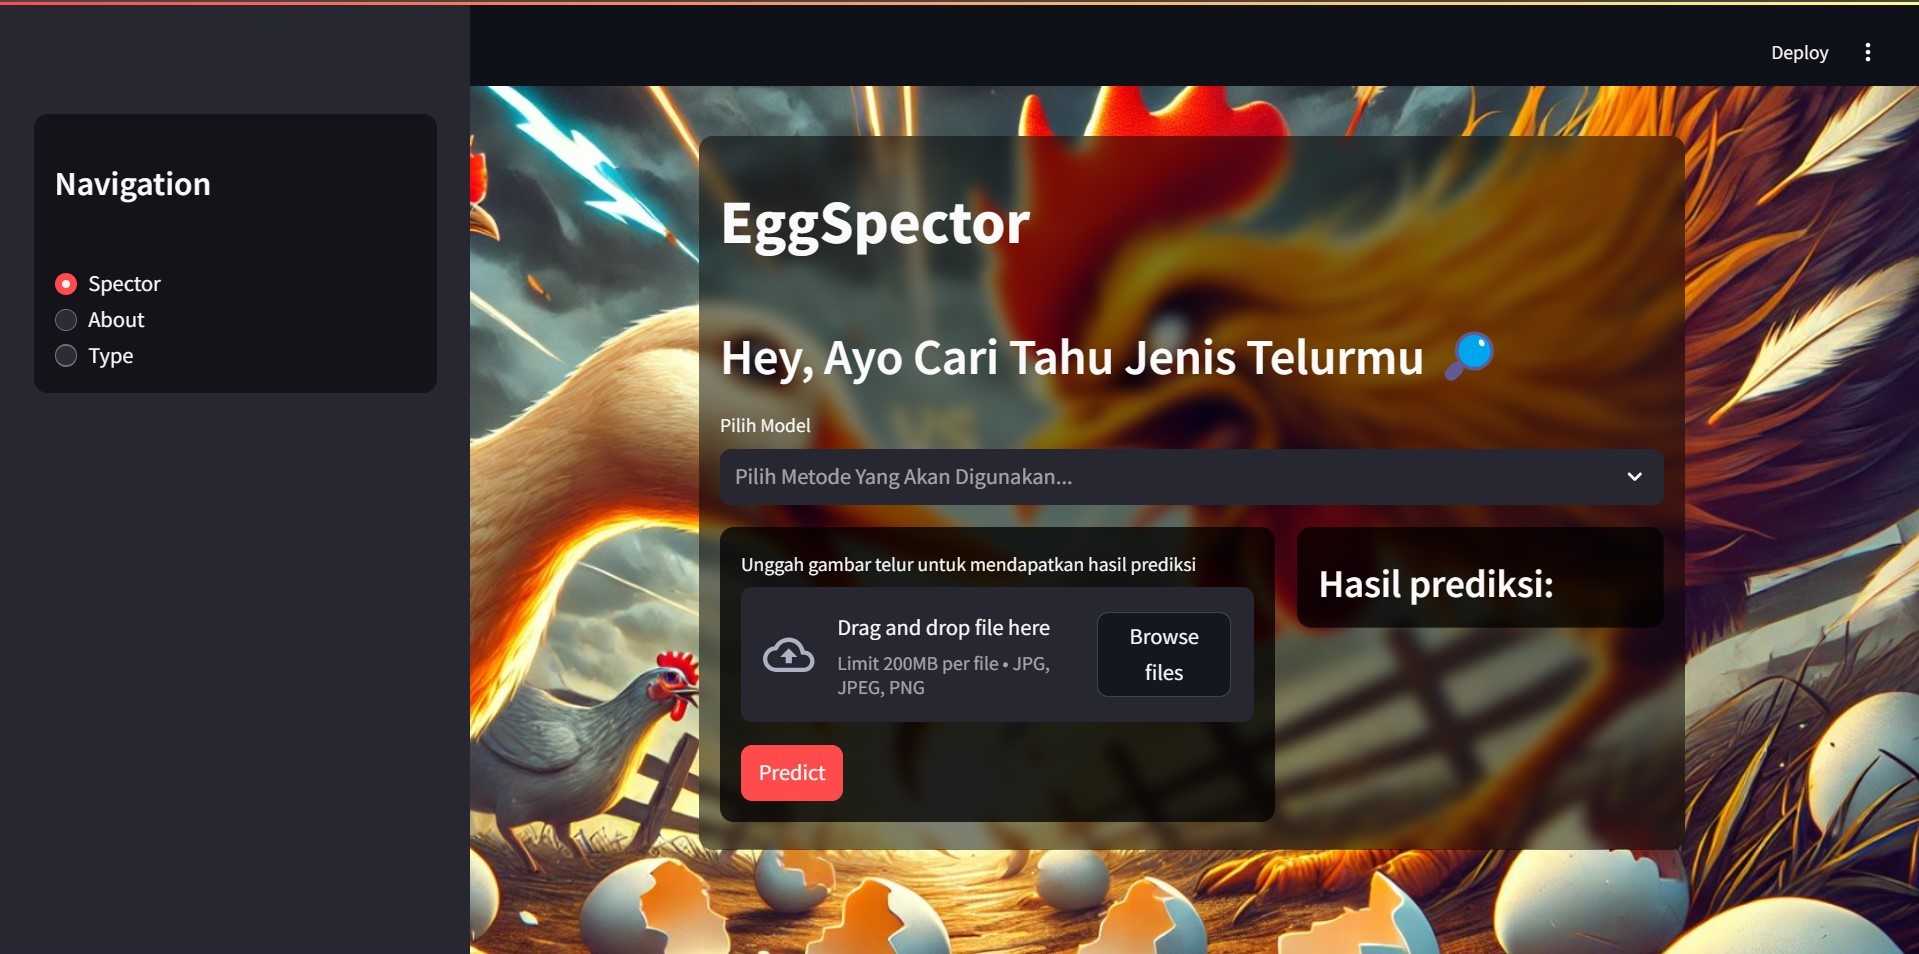 Deploy
Navigation
Spector
About
Type
EggSpector
Hey, Ayo Cari Tahu Jenis Telurmu 🔎
VS
Pilih Model
Pilih Metode Yang Akan Digunakan...
Unggah gambar telur untuk mendapatkan hasil prediksi
Drag and drop file here
Limit 200MB per file • JPG,
JPEG, PNG
Browse
files
Predict
Hasil prediksi: